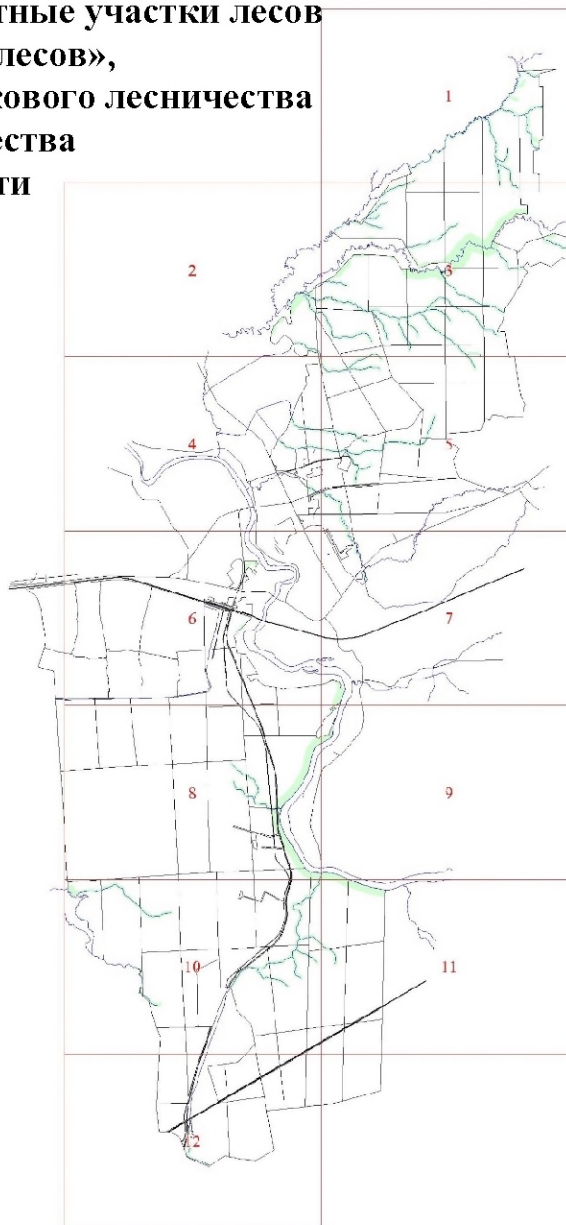 тные участки лесов
лесов»,
кового лесничества
ества
ти
1
2
3
4
5
6
7
8
9
10
11
12